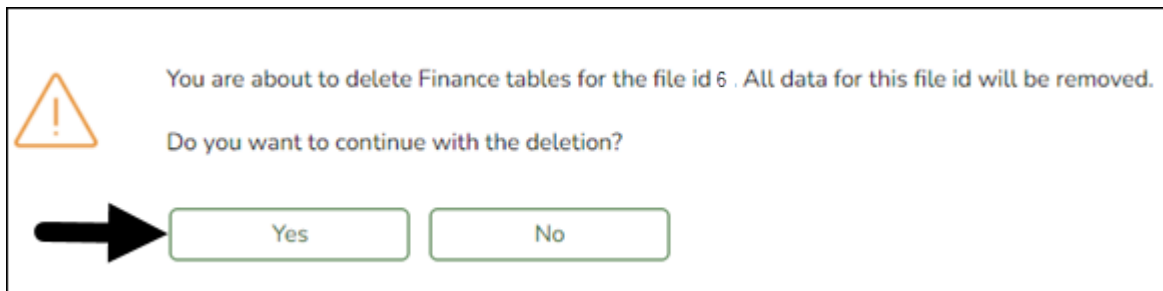 You are about to delete Finance tables for the file id 6 . All data for this file id will be removed.
Do you want to continue with the deletion?
Yes No